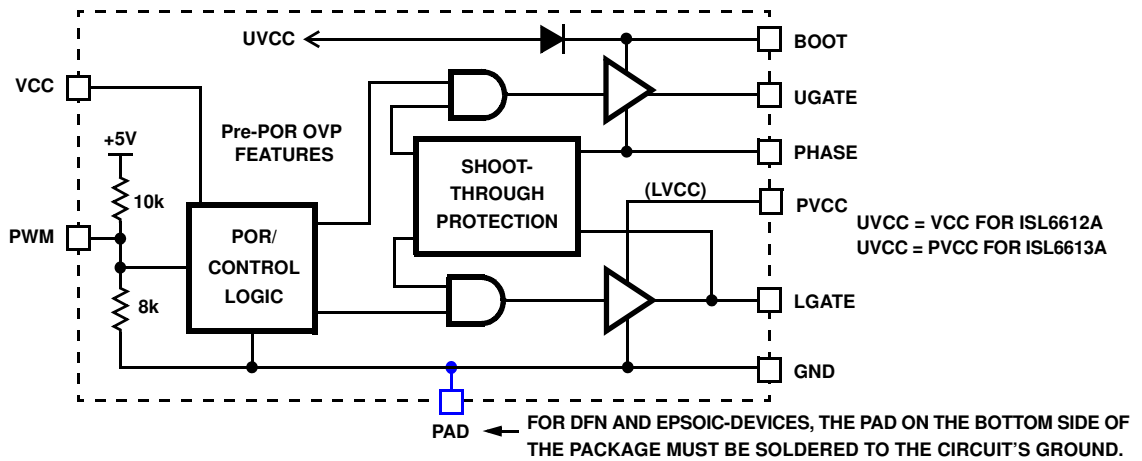 UVCC
BOOT
VCC
UGATE
+5V
Pre-POR OVP
FEATURES
SHOOT-
THROUGH
PROTECTION
PHASE
10k
(LVCC)
PVCC
UVCC = VCC FOR ISL6612A
UVCC = PVCC FOR ISL6613A
PWM
POR/
CONTROL
LOGIC
8k
LGATE
GND
PAD
FOR DFN AND EPSOIC-DEVICES, THE PAD ON THE BOTTOM SIDE OF
THE PACKAGE MUST BE SOLDERED TO THE CIRCUIT'S GROUND.